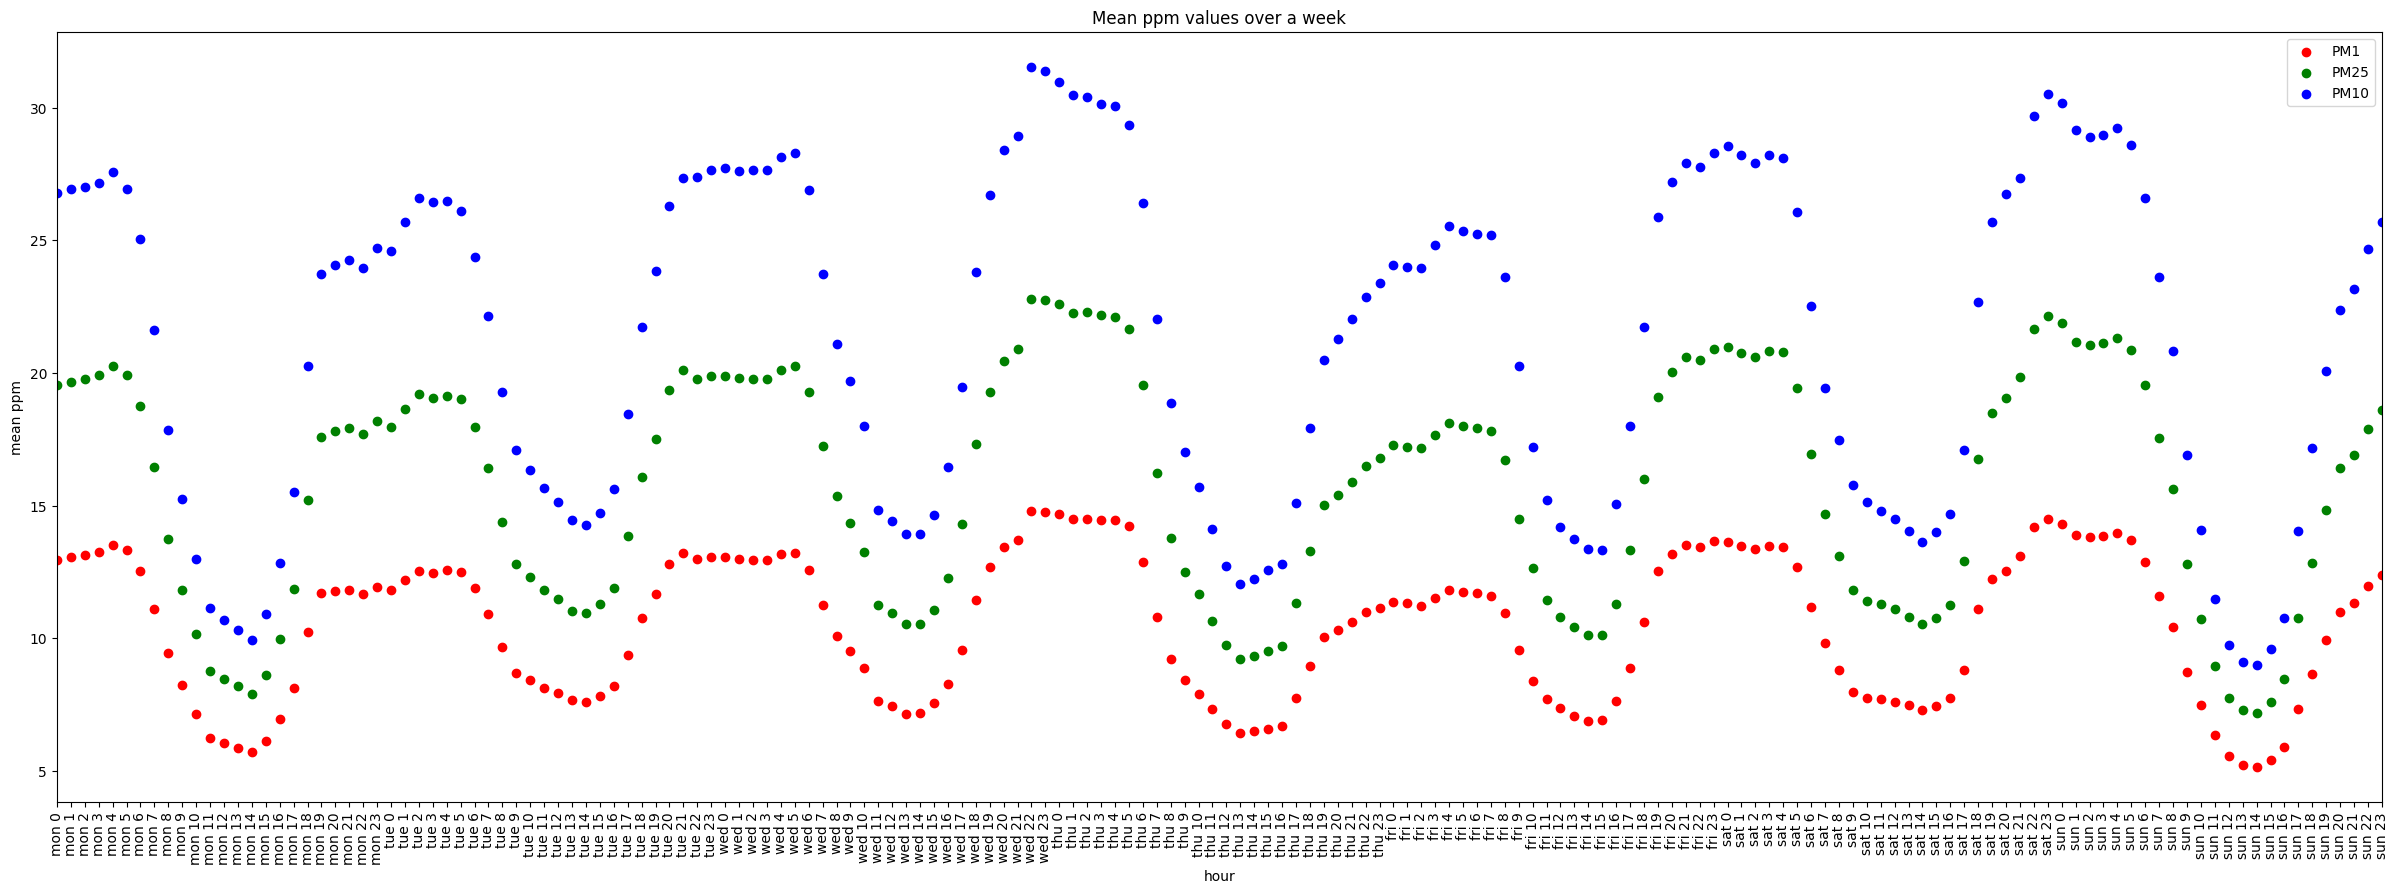 Mean ppm values over a week
PM1
PM25
PM10
mean ppm
30
25
20
15
10
5
mon 0
mon 1
mon 2
mon 3
mon 4
mon 5
mon 6
mon 7
mon 8
mon 9
mon 10
mon 11
mon 12
mon 13
mon 14
mon 15
mon 16
mon 17
mon 18
mon 19
mon 20
mon 21
mon 22
mon 23
tue 0
tue 1
tue 2
tue 3
tue 4
tue 5
tue 6
tue 7
tue 8
tue 9
tue 10
tue 11
tue 12
tue 13
tue 14
tue 15
tue 16
tue 17
tue 18
tue 19
tue 20
tue 21
tue 22
tue 23
wed 0
wed 1
wed 2
wed 3
wed 4
wed 5
wed 6
wed 7
wed 8
wed 9
wed 10
wed 11
wed 12
wed 13
wed 14
wed 15
wed 16
wed 17
wed 18
wed 19
wed 20
wed 21
wed 22
wed 23
thu 0
thu 1
thu 2
thu 3
thu 4
thu 5
thu 6
thu 7
thu 8
thu 9
thu 10
thu 11
thu 12
thu 13
thu 14
thu 15
thu 16
thu 17
thu 18
thu 19
thu 20
thu 21
thu 22
thu 23
fri 0
fri 1
fri 2
fri 3
fri 4
fri 5
fri 6
fri 7
fri 8
fri 9
fri 10
fri 11
fri 12
fri 13
fri 14
fri 15
fri 16
fri 17
fri 18
fri 19
fri 20
fri 21
fri 22
fri 23
sat 0
sat 1
sat 2
sat 3
sat 4
sat 5
sat 6
sat 7
sat 8
sat 9
sat 10
sat 11
sat 12
sat 13
sat 14
sat 15
sat 16
sat 17
sat 18
sat 19
sat 20
sat 21
sat 22
sat 23
sun 0
sun 1
sun 2
sun 3
sun 4
sun 5
sun 6
sun 7
sun 8
sun 9
sun 10
sun 11
sun 12
sun 13
sun 14
sun 15
sun 16
sun 17
sun 18
sun 19
sun 20
sun 21
sun 22
sun 23
hour